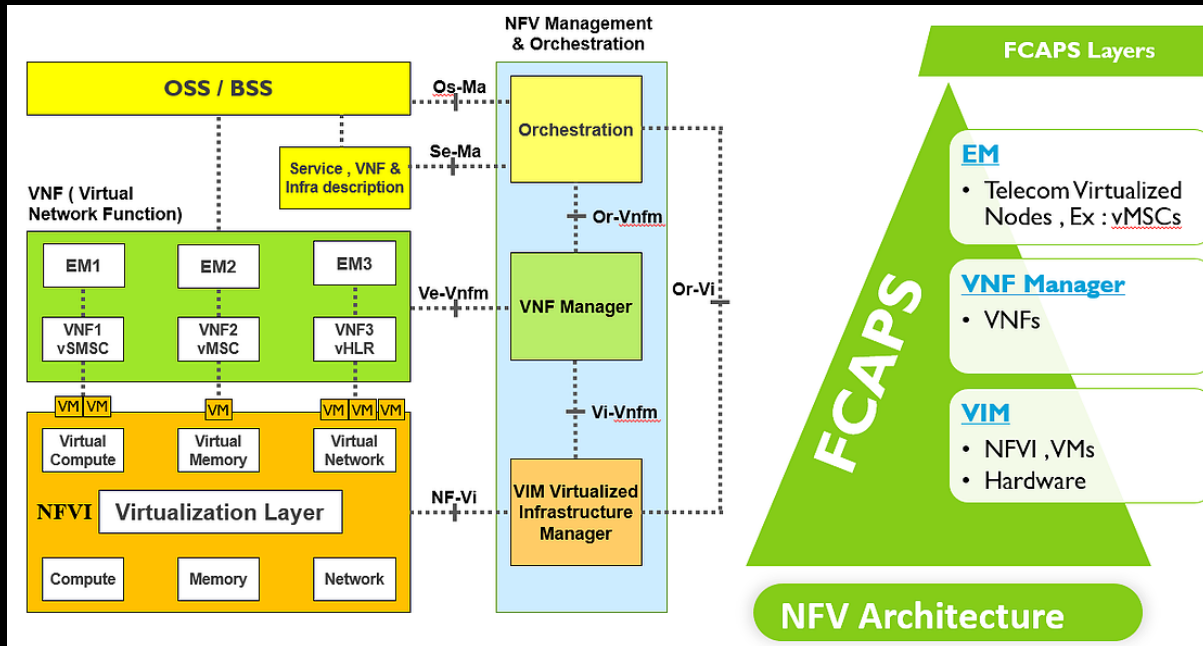 NFV Management
& Orchestration
OSS / BSS
Os-Ma
Orchestration
Se-Ma
Service , VNF &
Infra description
VNF ( Virtual
Network Function)
Or-Vnfm
EM1
EM2
EM3
Ve-Vnfm
VNF Manager
Or-Vi
VNF1
vSMSC
VNF2
vMSC
VNF3
vHLR
VM
VM
VM
VM
VM
VM
Vi-Vnfm
Virtual
Compute
Virtual
Memory
Virtual
Network
NFVI
Virtualization Layer
NF-Vi
VIM Virtualized
Infrastructure
Manager
Compute
Memory
Network
FCAPS Layers
FCAPS
EM
• Telecom Virtualized
Nodes , Ex : vMSCs
VNF Manager
• VNFs
VIM
• NFVI ,VMs
• Hardware
NFV Architecture